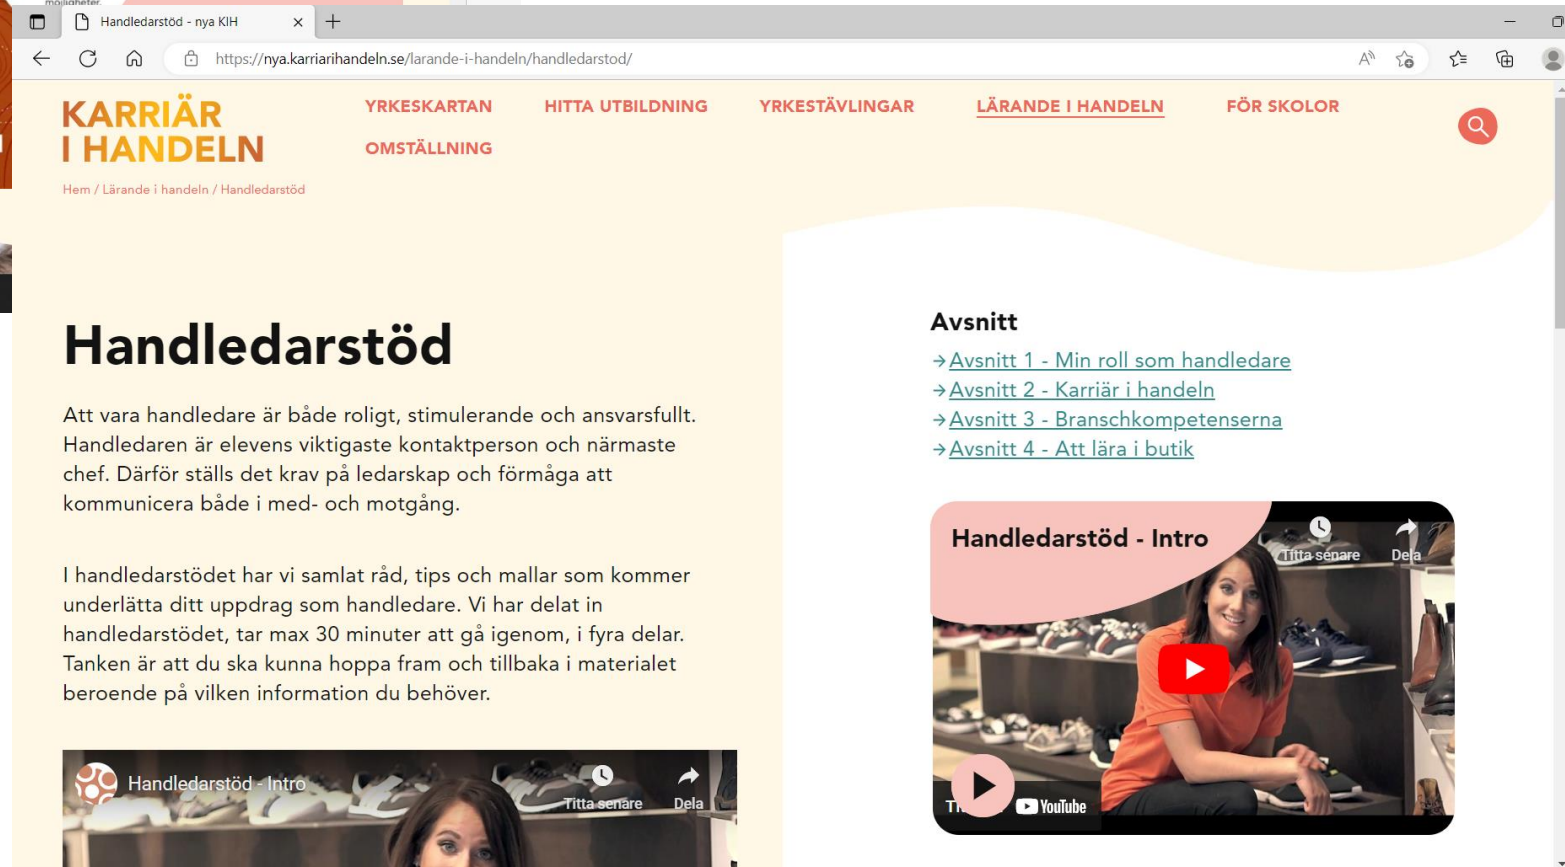 möjligheter.
Handledarstöd - nya KIH
https://nya.karriarihandeln.se/larande-i-handeln/handledarstod/
KARRIÄR
I HANDELN
YRKESKARTAN HITTA UTBILDNING YRKESTÄVLINGAR LÄRANDE I HANDELN FÖR SKOLOR
OMSTÄLLNING
Hem / Lärande i handeln / Handledarstöd
Handledarstöd
Att vara handledare är både roligt, stimulerande och ansvarsfullt.
Handledaren är elevens viktigaste kontaktperson och närmaste
chef. Därför ställs det krav på ledarskap och förmåga att
kommunicera både i med- och motgång.
I handledarstödet har vi samlat råd, tips och mallar som kommer
underlätta ditt uppdrag som handledare. Vi har delat in
handledarstödet, tar max 30 minuter att gå igenom, i fyra delar.
Tanken är att du ska kunna hoppa fram och tillbaka i materialet
beroende på vilken information du behöver.
Handledarstöd - Intro
Titta senare Dela
Avsnitt
→Avsnitt 1 - Min roll som handledare
→Avsnitt 2 - Karriär i handeln
→Avsnitt 3 - Branschkompetenserna
→Avsnitt 4 - Att lära i butik
Handledarstöd - Intro
Titta senare Dela
YouTube